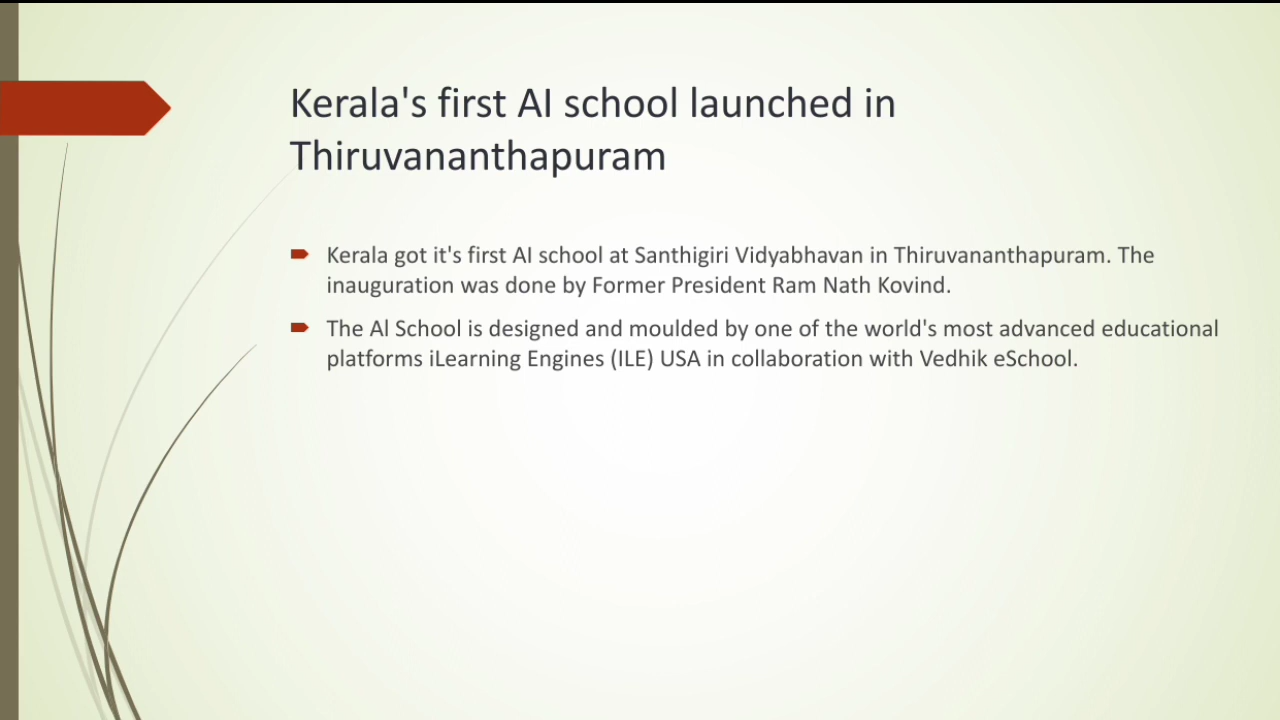 Kerala's first AI school launched in
Thiruvananthapuram
Kerala got it's first AI school at Santhigiri Vidyabhavan in Thiruvananthapuram. The
inauguration was done by Former President Ram Nath Kovind.
The Al School is designed and moulded by one of the world's most advanced educational
platforms iLearning Engines (ILE) USA in collaboration with Vedhik eSchool.